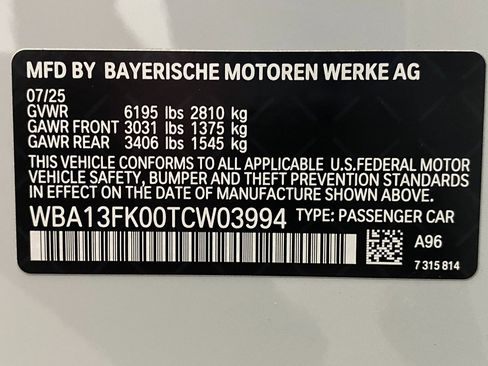 MFD BY BAYERISCHE MOTOREN WERKE AG
07/25
GVWR 6195 lbs 2810 kg
GAWR FRONT 3031 lbs 1375 kg
GAWR REAR 3406 lbs 1545 kg
THIS VEHICLE CONFORMS TO ALL APPLICABLE U.S.FEDERAL MOTOR
VEHICLE SAFETY, BUMPER AND THEFT PREVENTION STANDARDS
IN EFFECT ON THE DATE OF MANUFACTURE SHOWN ABOVE.
WBA13FK00TCW03994 TYPE: PASSENGER CAR
A96
7 315 814